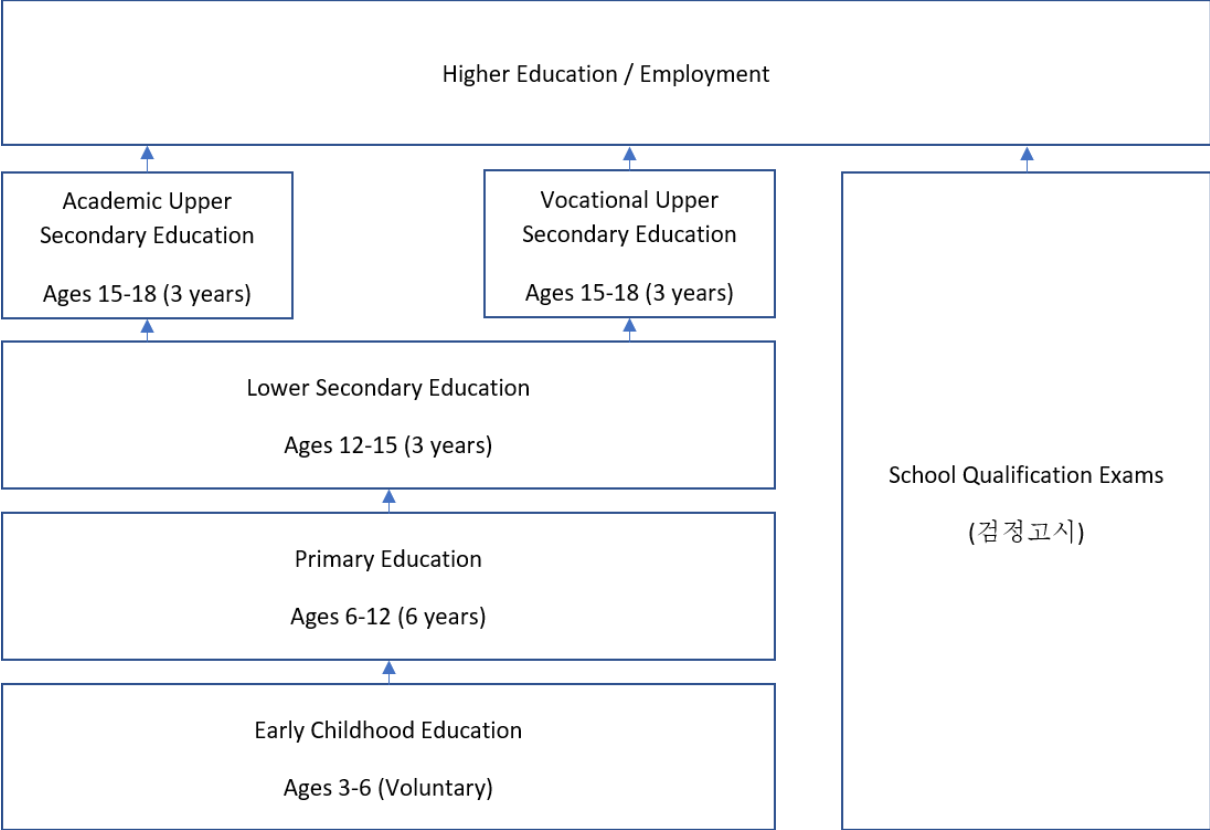 Higher Education / Employment
Academic Upper
Secondary Education
Ages 15-18 (3 years)
Vocational Upper
Secondary Education
Ages 15-18 (3 years)
Lower Secondary Education
Ages 12-15 (3 years)
School Qualification Exams
(검정고시)
Primary Education
Ages 6-12 (6 years)
Early Childhood Education
Ages 3-6 (Voluntary)